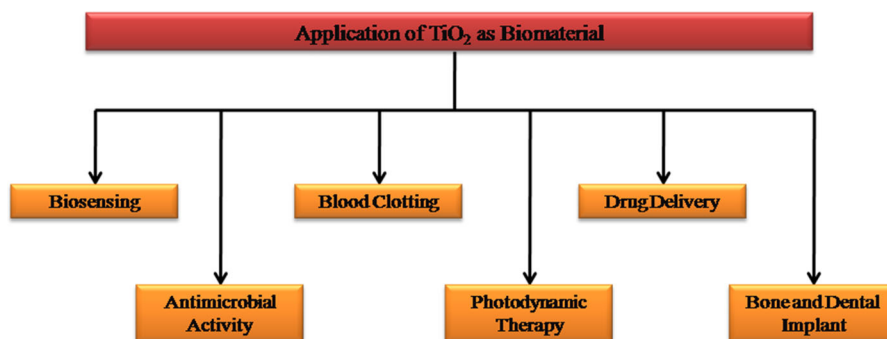 Application of TiO₂ as Biomaterial
Biosensing
Blood Clotting
Drug Delivery
Antimicrobial
Activity
Photodynamic
Therapy
Bone and Dental
Implant